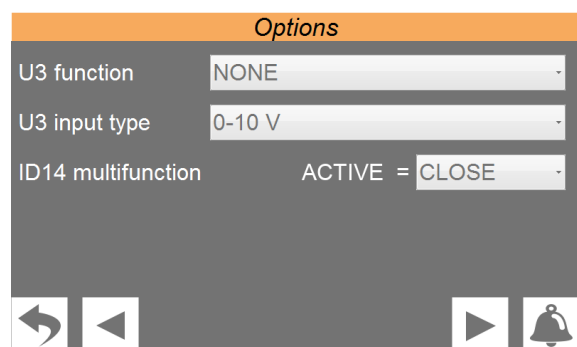 Options
U3 function NONE
U3 input type 0-10 V
ID14 multifunction ACTIVE = CLOSE